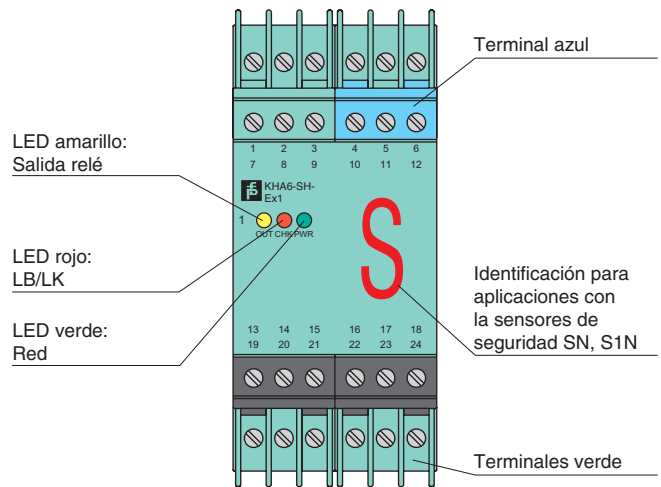 Terminal azul
LED amarillo:
Salida relé
1 2 3 4 5 6
7 8 9 10 11 12
KHA6-SH-
Ex1
1
OUT CHK PWR
S
LED rojo:
LB/LK
Identificación para
aplicaciones con
la sensores de
seguridad SN, S1N
LED verde:
Red
13 14 15 16 17 18
19 20 21 22 23 24
Terminales verde